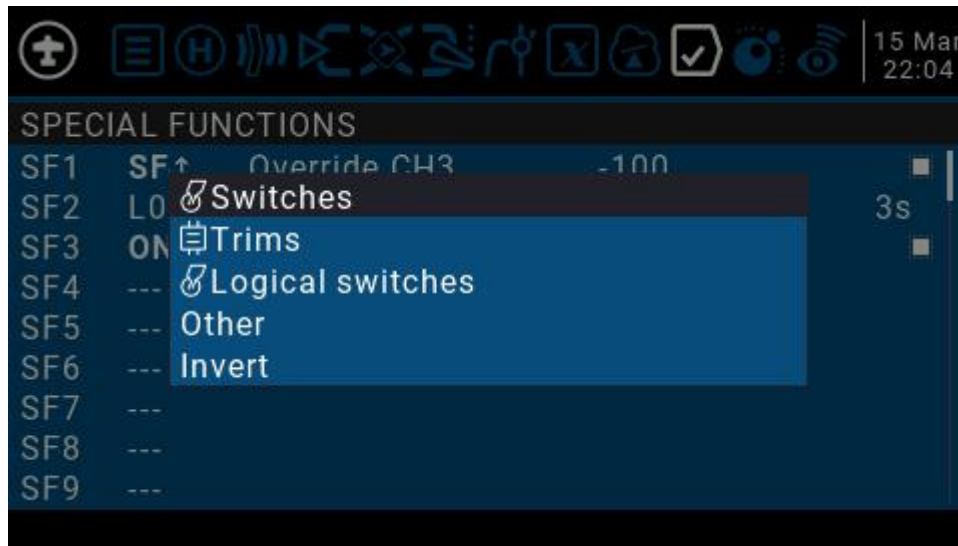 15 Mar
22:04
SPECIAL FUNCTIONS
SF1 SF↑ Override CH3 -100
SF2 L0 3s
SF3 ON
SF4 ---
SF5 ---
SF6 ---
SF7 ---
SF8 ---
SF9 ---
Switches
Trims
Logical switches
Other
Invert